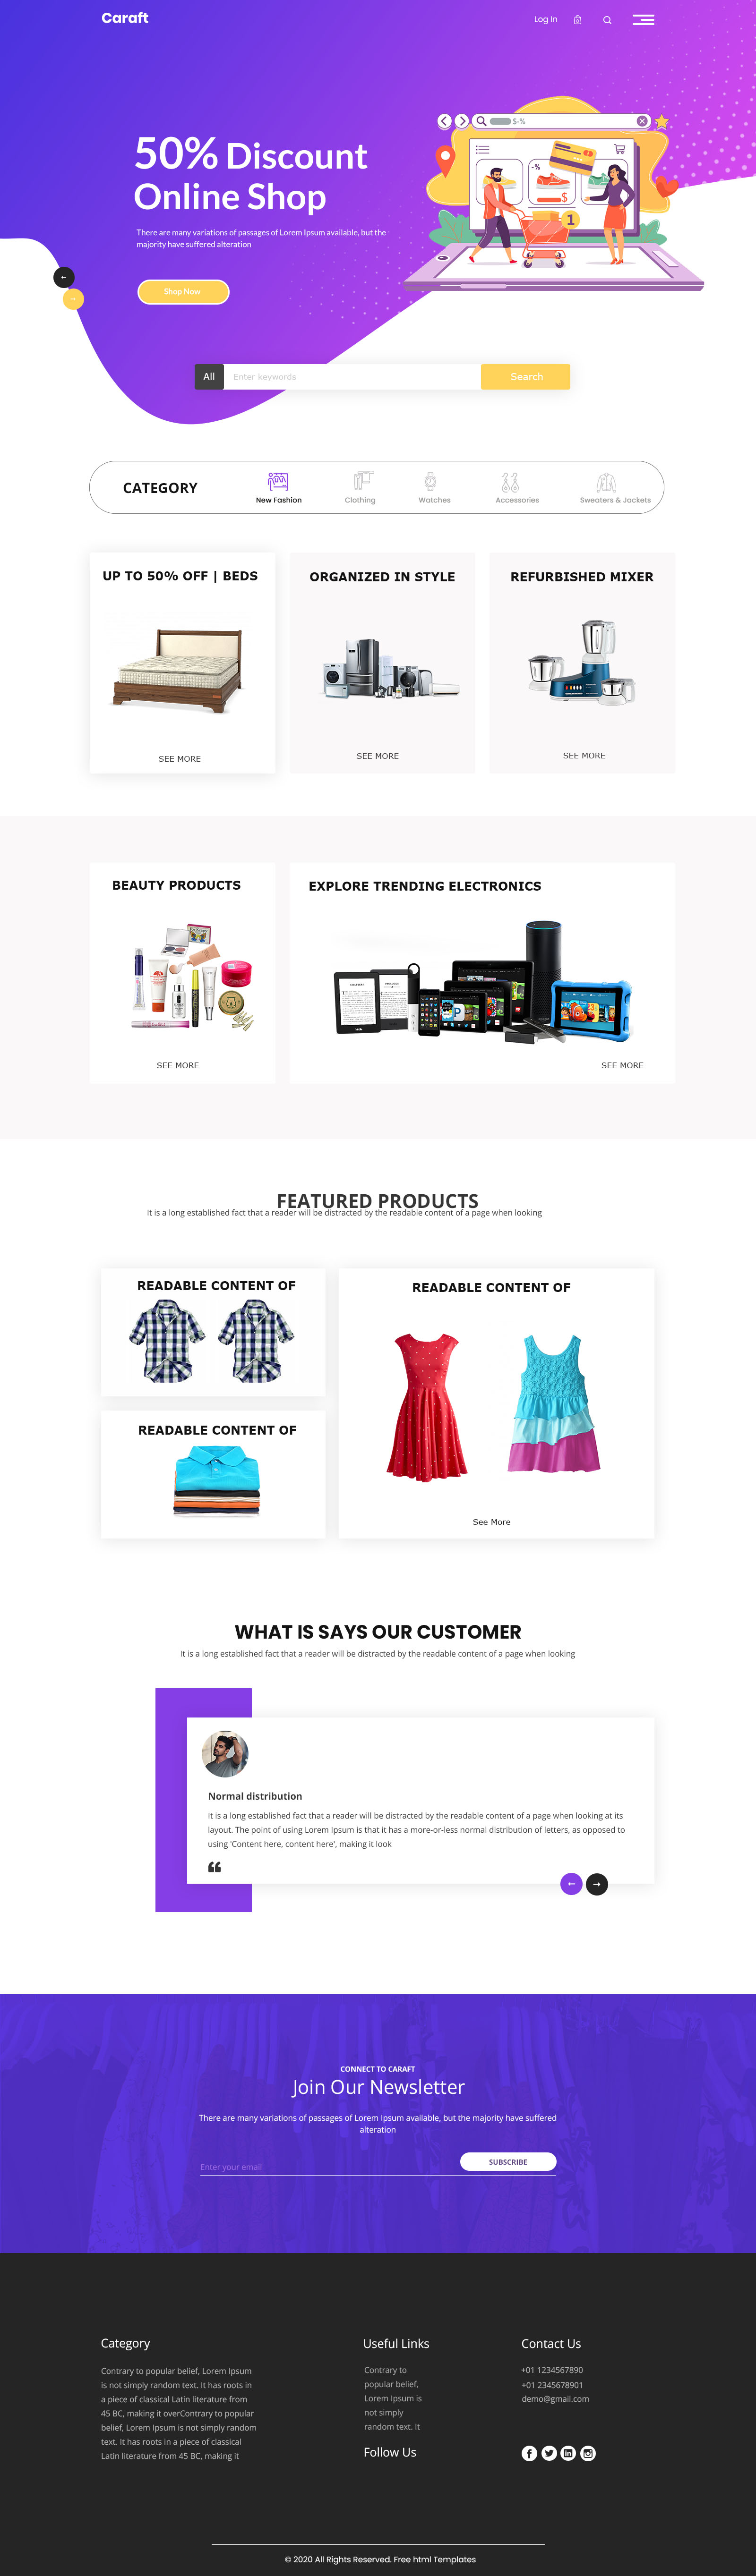 Caraft
Log In
$-%
-%
$
1
50% Discount
Online Shop
There are many variations of passages of Lorem Ipsum available, but the
majority have suffered alteration
Shop Now
All
Enter keywords
Search
CATEGORY
New Fashion
Clothing
Watches
Accessories
Sweaters & Jackets
UP TO 50% OFF | BEDS
ORGANIZED IN STYLE
REFURBISHED MIXER
SEE MORE
SEE MORE
SEE MORE
BEAUTY PRODUCTS
EXPLORE TRENDING ELECTRONICS
SEE MORE
SEE MORE
FEATURED PRODUCTS
It is a long established fact that a reader will be distracted by the readable content of a page when looking
READABLE CONTENT OF
READABLE CONTENT OF
READABLE CONTENT OF
See More
WHAT IS SAYS OUR CUSTOMER
It is a long established fact that a reader will be distracted by the readable content of a page when looking
Normal distribution
It is a long established fact that a reader will be distracted by the readable content of a page when looking at its
layout. The point of using Lorem Ipsum is that it has a more-or-less normal distribution of letters, as opposed to
using 'Content here, content here', making it look
CONNECT TO CARAFT
Join Our Newsletter
There are many variations of passages of Lorem Ipsum available, but the majority have suffered
alteration
Enter your email
SUBSCRIBE
Category
Contrary to popular belief, Lorem Ipsum
is not simply random text. It has roots in
a piece of classical Latin literature from
45 BC, making it overContrary to popular
belief, Lorem Ipsum is not simply random
text. It has roots in a piece of classical
Latin literature from 45 BC, making it
Useful Links
Contrary to
popular belief,
Lorem Ipsum is
not simply
random text. It
Follow Us
Contact Us
+01 1234567890
+01 2345678901
demo@gmail.com
© 2020 All Rights Reserved. Free html Templates